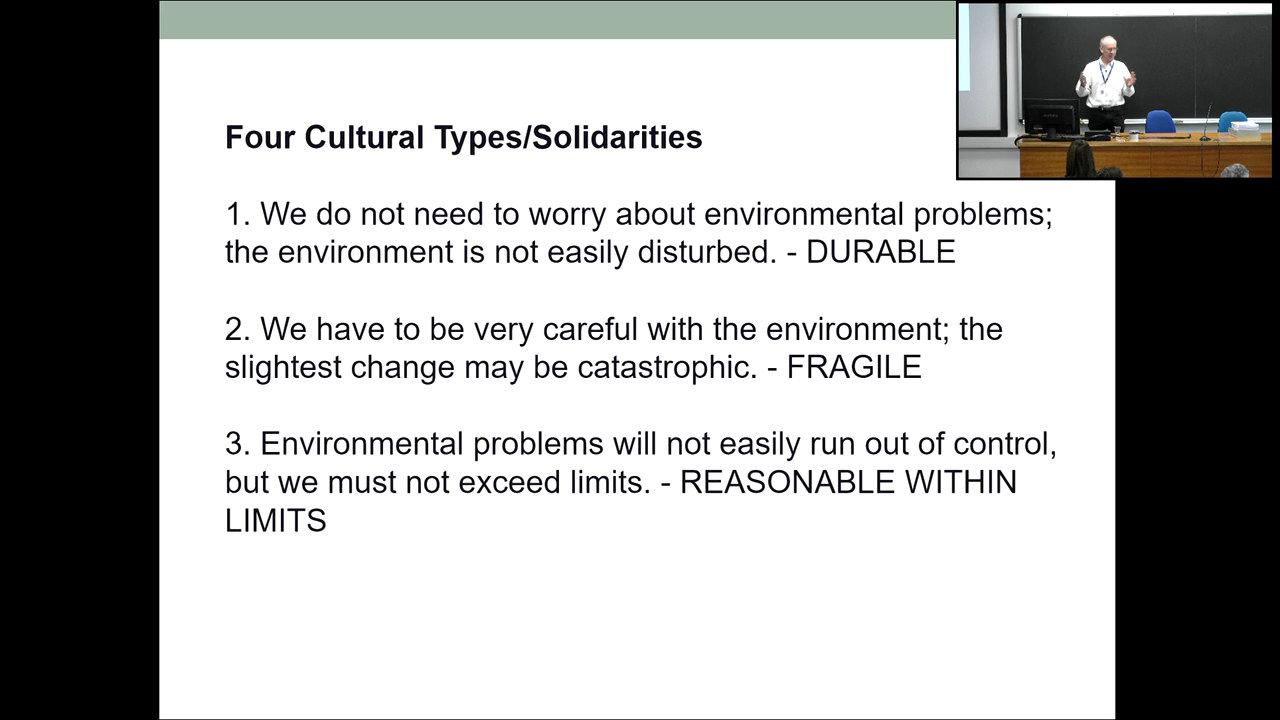 Four Cultural Types/Solidarities
1. We do not need to worry about environmental problems;
the environment is not easily disturbed. - DURABLE
2. We have to be very careful with the environment; the
slightest change may be catastrophic. - FRAGILE
3. Environmental problems will not easily run out of control,
but we must not exceed limits. - REASONABLE WITHIN
LIMITS